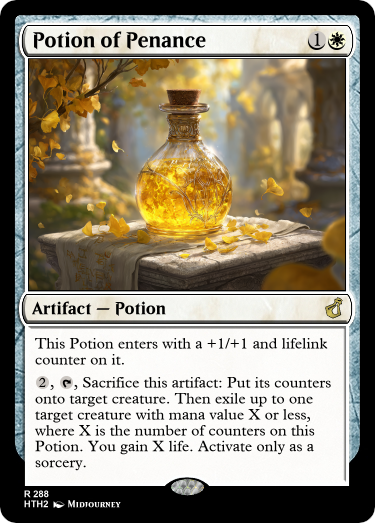 Potion of Penance 1
Artifact — Potion
This Potion enters with a +1/+1 and lifelink
counter on it.
2, , Sacrifice this artifact: Put its counters
onto target creature. Then exile up to one
target creature with mana value X or less,
where X is the number of counters on this
Potion. You gain X life. Activate only as a
sorcery.
R 288
HTH2 Midjourney